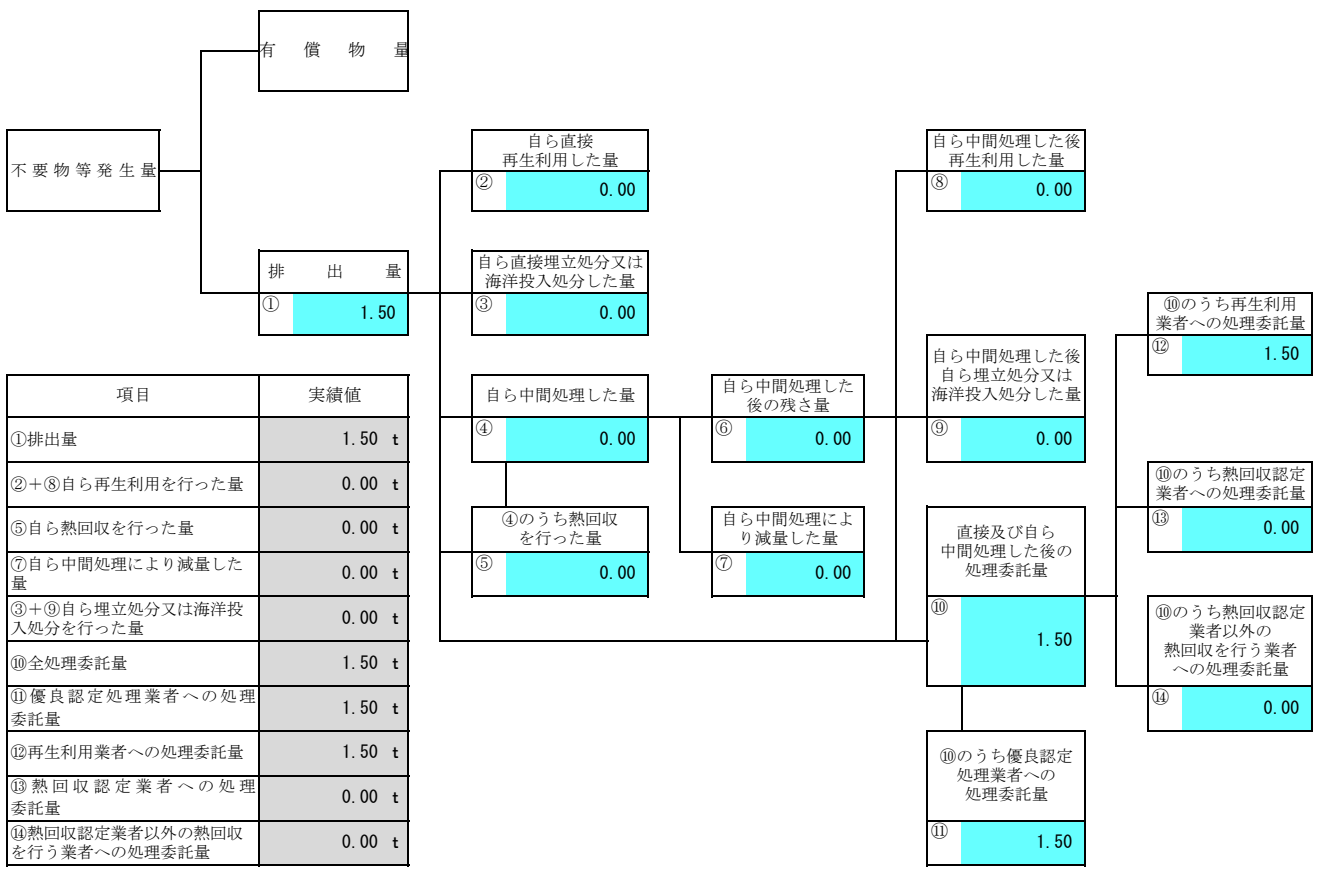 有償物量
不要物等発生量
排出量
① 1.50
自ら直接
再生利用した量
② 0.00
自ら直接埋立処分又は
海洋投入処分した量
③ 0.00
自ら中間処理した量
④ 0.00
④のうち熱回収
を行った量
⑤ 0.00
自ら中間処理した
後の残さ量
⑥ 0.00
自ら中間処理によ
り減量した量
⑦ 0.00
自ら中間処理した後
再生利用した量
⑧ 0.00
自ら中間処理した後
自ら埋立処分又は
海洋投入処分した量
⑨ 0.00
直接及び自ら
中間処理した後の
処理委託量
⑩
1.50
⑩のうち優良認定
処理業者への
処理委託量
⑪ 1.50
⑩のうち再生利用
業者への処理委託量
⑫ 1.50
⑩のうち熱回収認定
業者への処理委託量
⑬ 0.00
⑩のうち熱回収認定
業者以外の
熱回収を行う業者
への処理委託量
⑭ 0.00
項目 実績値
①排出量 1.50 t
②＋⑧自ら再生利用を行った量 0.00 t
⑤自ら熱回収を行った量 0.00 t
⑦自ら中間処理により減量した
量 0.00 t
③＋⑨自ら埋立処分又は海洋投
入処分を行った量 0.00 t
⑩全処理委託量 1.50 t
⑪優良認定処理業者への処理
委託量 1.50 t
⑫再生利用業者への処理委託量 1.50 t
⑬熱回収認定業者への処理
委託量 0.00 t
⑭熱回収認定業者以外の熱回収
を行う業者への処理委託量 0.00 t